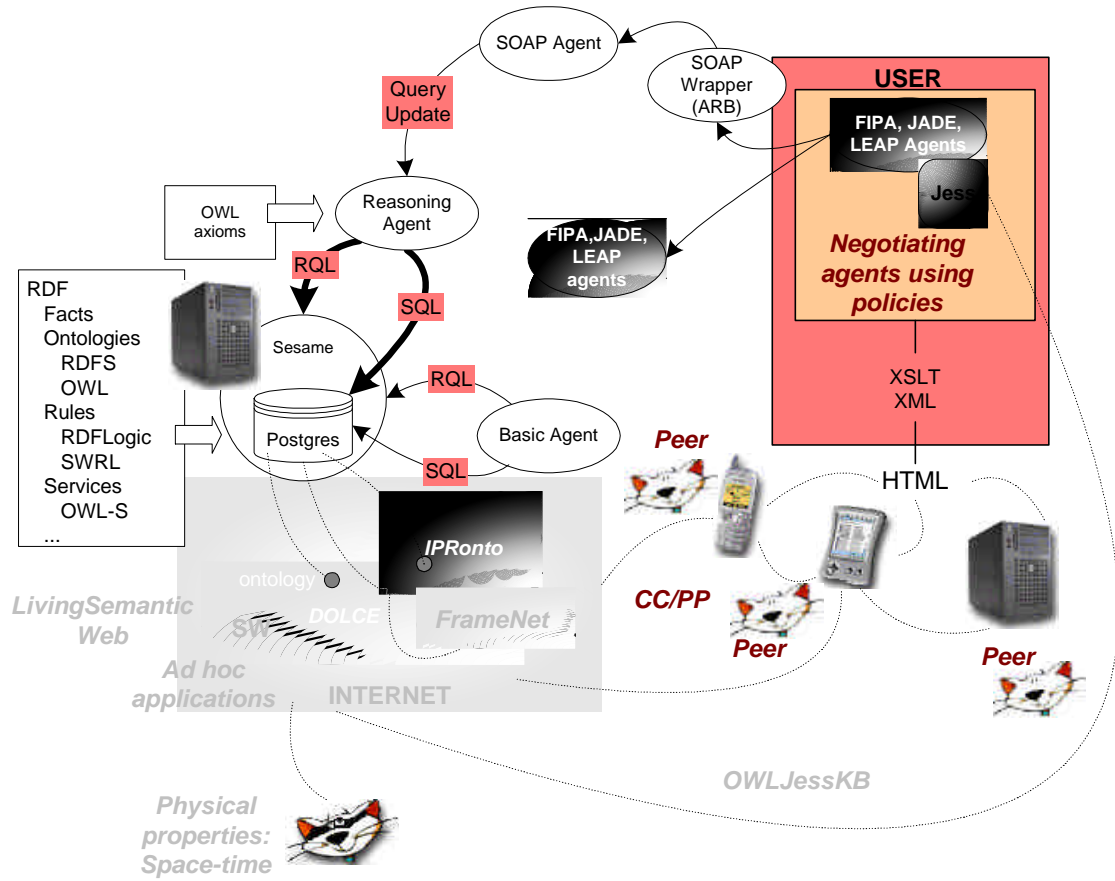 SOAP Agent
SOAP
Wrapper
(ARB)
USER
Query
Update
FIPA, JADE,
LEAP Agents
Jess
OWL
axioms
Reasoning
Agent
FIPA,JADE,
LEAP
agents
Negotiating
agents using
policies
RQL
SQL
RDF
Facts
Ontologies
RDFS
OWL
Rules
RDFLogic
SWRL
Services
OWL-S
...
Sesame
Postgres
RQL
SQL
Basic Agent
XSLT
XML
HTML
Peer
IPRonto
ontology
DOLCE
SW
FrameNet
CC/PP
Peer
Peer
LivingSemantic
Web
Ad hoc
applications
INTERNET
OWLJessKB
Physical
properties:
Space-time